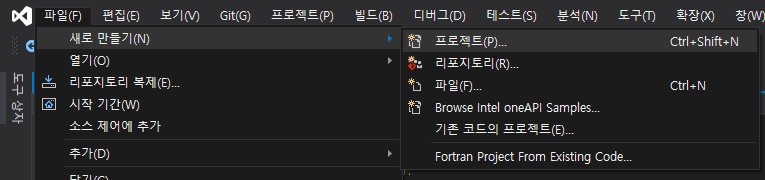 파일(F) 편집(E) 보기(V) Git(G) 프로젝트(P) 빌드(B) 디버그(D) 테스트(S) 분석(N) 도구(T) 확장(X) 창(W)
새로 만들기(N)
열기(O)
리포지토리 복제(E)...
시작 기간(W)
소스 제어에 추가
추가(D)
닫기(C)
프로젝트(P)... Ctrl+Shift+N
리포지토리(R)...
파일(F)... Ctrl+N
Browse Intel oneAPI Samples...
기존 코드의 프로젝트(E)...
Fortran Project From Existing Code...
도구 상자